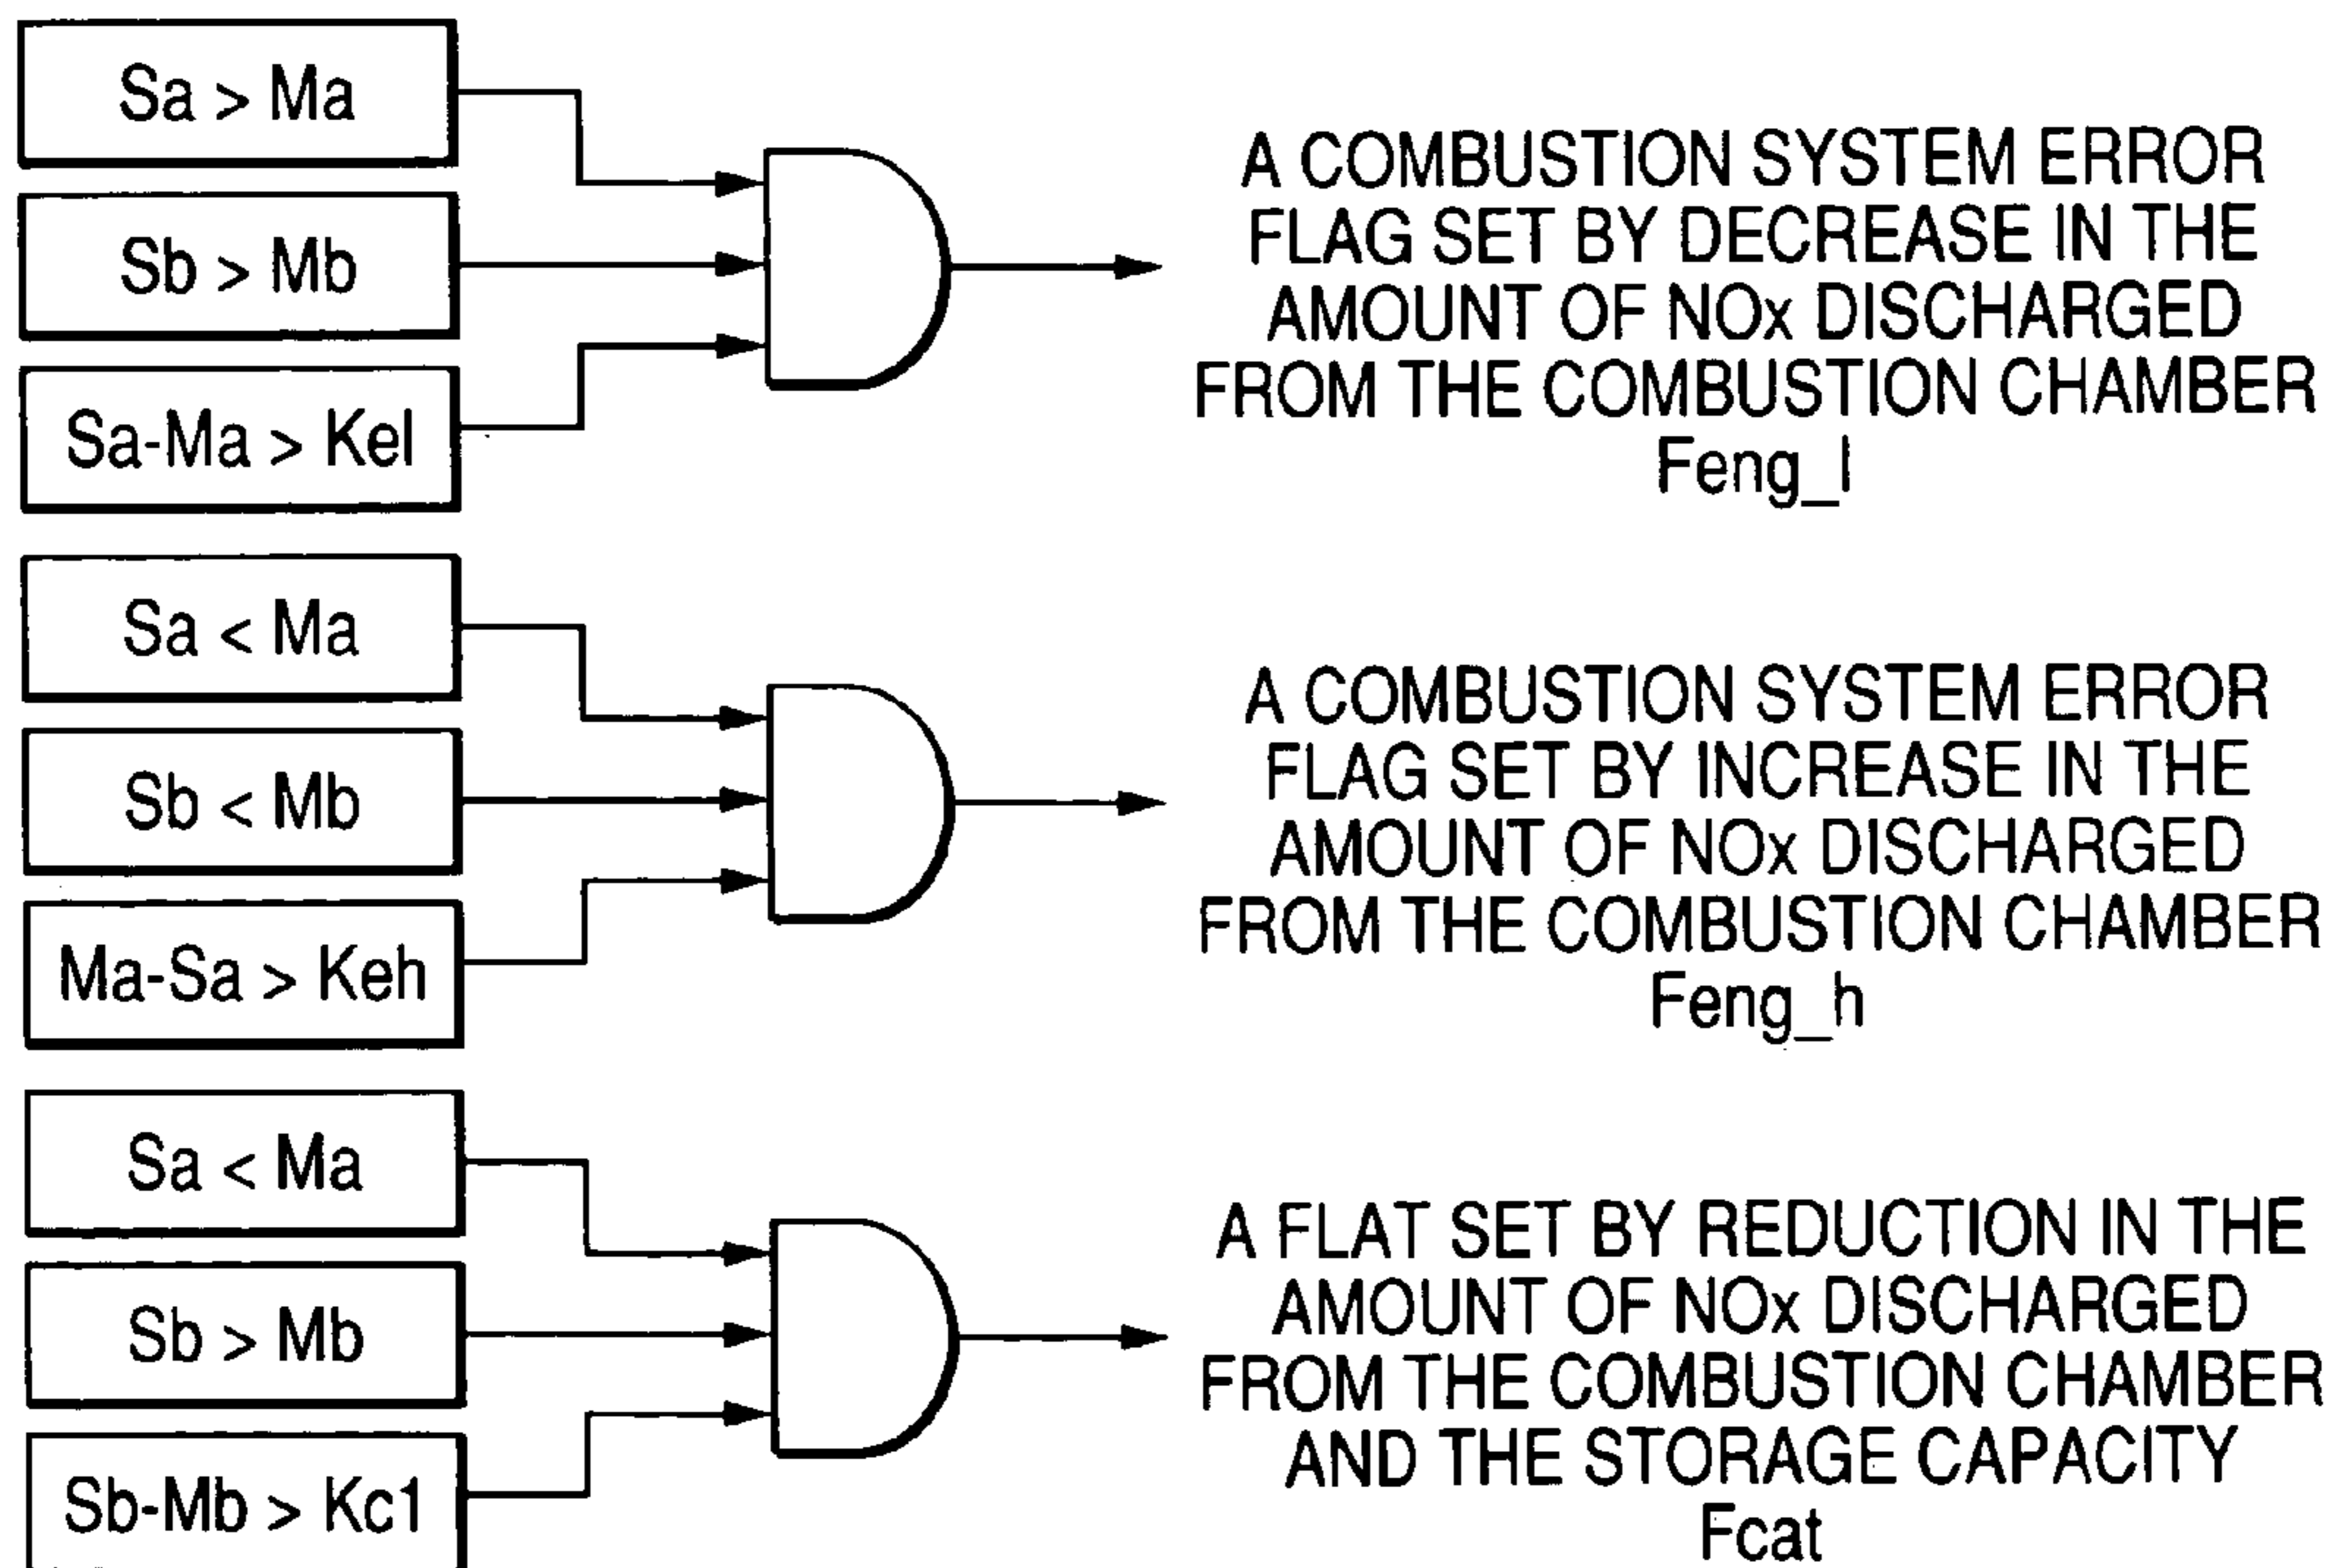 Sa > Ma
Sb > Mb
Sa-Ma > Kel
A COMBUSTION SYSTEM ERROR
FLAG SET BY DECREASE IN THE
AMOUNT OF NOx DISCHARGED
FROM THE COMBUSTION CHAMBER
Feng_l
Sa < Ma
Sb < Mb
Ma-Sa > Keh
A COMBUSTION SYSTEM ERROR
FLAG SET BY INCREASE IN THE
AMOUNT OF NOx DISCHARGED
FROM THE COMBUSTION CHAMBER
Feng_h
Sa < Ma
Sb > Mb
Sb-Mb > Kc1
A FLAT SET BY REDUCTION IN THE
AMOUNT OF NOx DISCHARGED
FROM THE COMBUSTION CHAMBER
AND THE STORAGE CAPACITY
Fcat